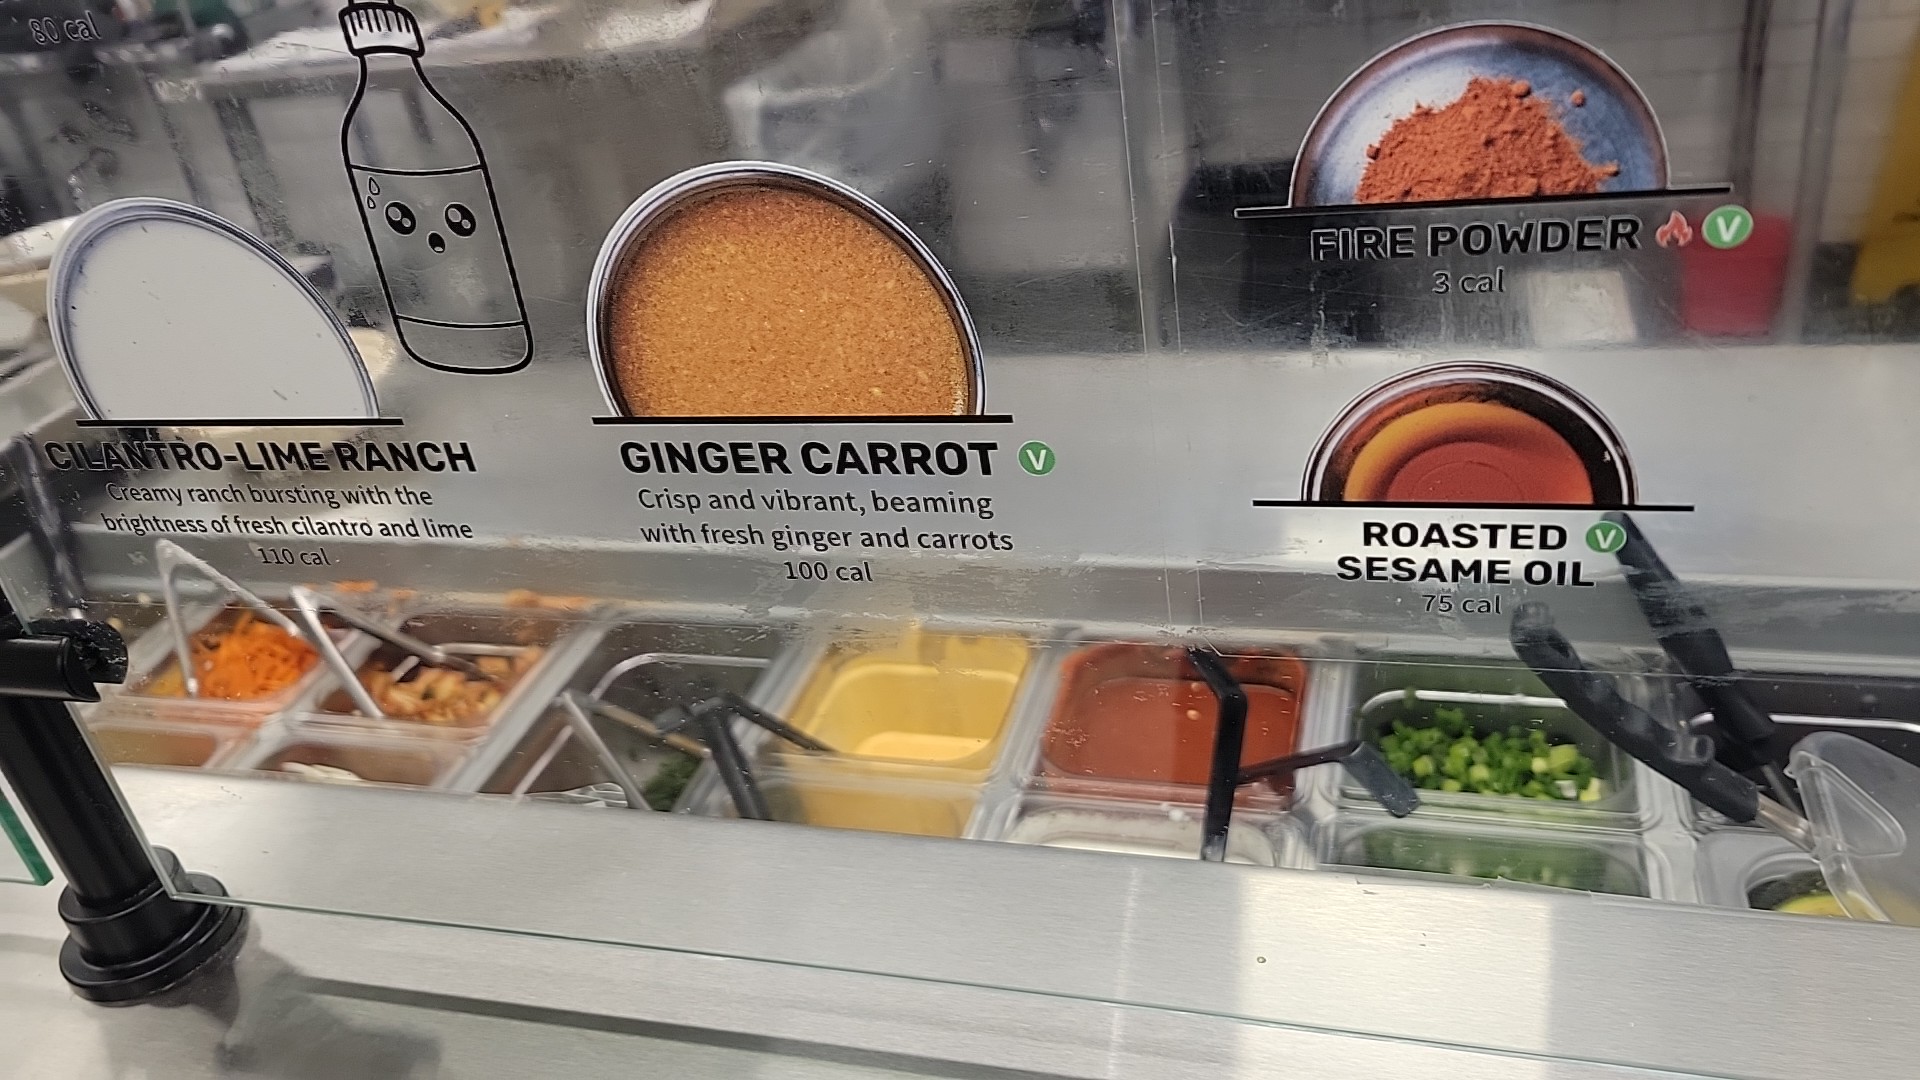 80 cal
CILANTRO-LIME RANCH
Creamy ranch bursting with the
brightness of fresh cilantro and lime
110 cal
GINGER CARROT V
Crisp and vibrant, beaming
with fresh ginger and carrots
100 cal
FIRE POWDER V
3 cal
ROASTED V
SESAME OIL
75 cal